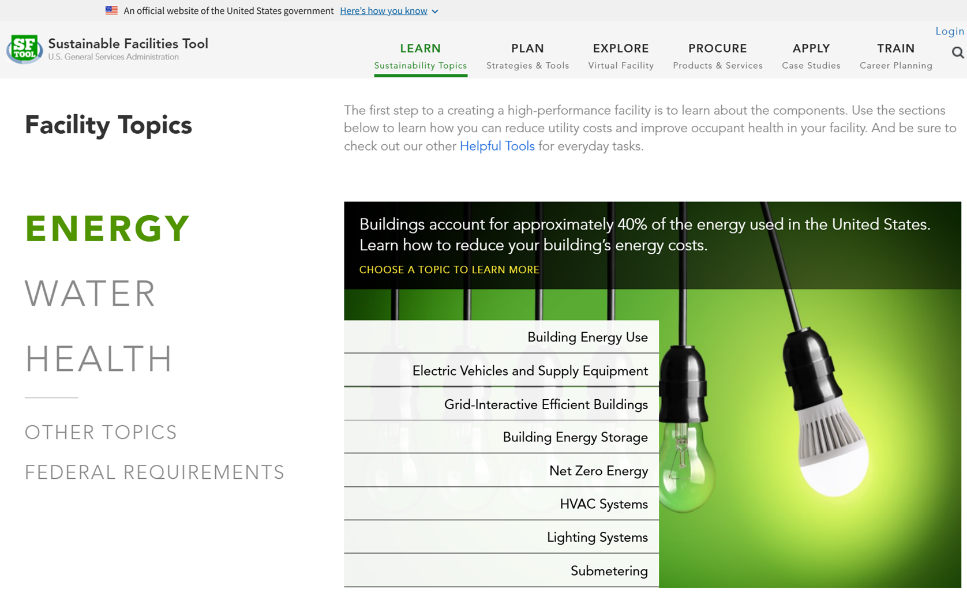 An official website of the United States government Here's how you know
Login
SF TOOL
Sustainable Facilities Tool
U.S. General Services Administration
LEARN
Sustainability Topics
PLAN
Strategies & Tools
EXPLORE
Virtual Facility
PROCURE
Products & Services
APPLY
Case Studies
TRAIN
Career Planning
Facility Topics
The first step to a creating a high-performance facility is to learn about the components. Use the sections
below to learn how you can reduce utility costs and improve occupant health in your facility. And be sure to
check out our other Helpful Tools for everyday tasks.
ENERGY
WATER
HEALTH
OTHER TOPICS
FEDERAL REQUIREMENTS
Buildings account for approximately 40% of the energy used in the United States.
Learn how to reduce your building's energy costs.
CHOOSE A TOPIC TO LEARN MORE
Building Energy Use
Electric Vehicles and Supply Equipment
Grid-Interactive Efficient Buildings
Building Energy Storage
Net Zero Energy
HVAC Systems
Lighting Systems
Submetering